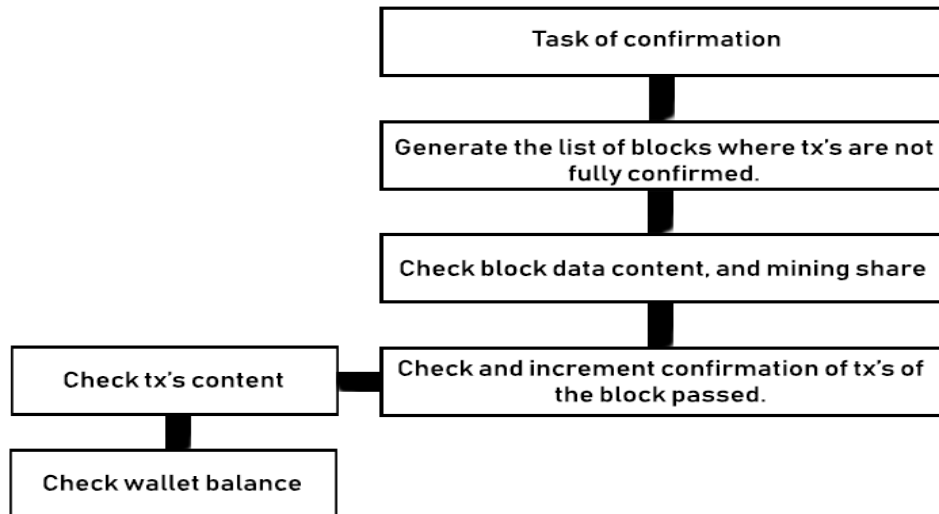 Task of confirmation
Generate the list of blocks where tx's are not
fully confirmed.
Check block data content, and mining share
Check and increment confirmation of tx's of
the block passed.
Check tx's content
Check wallet balance